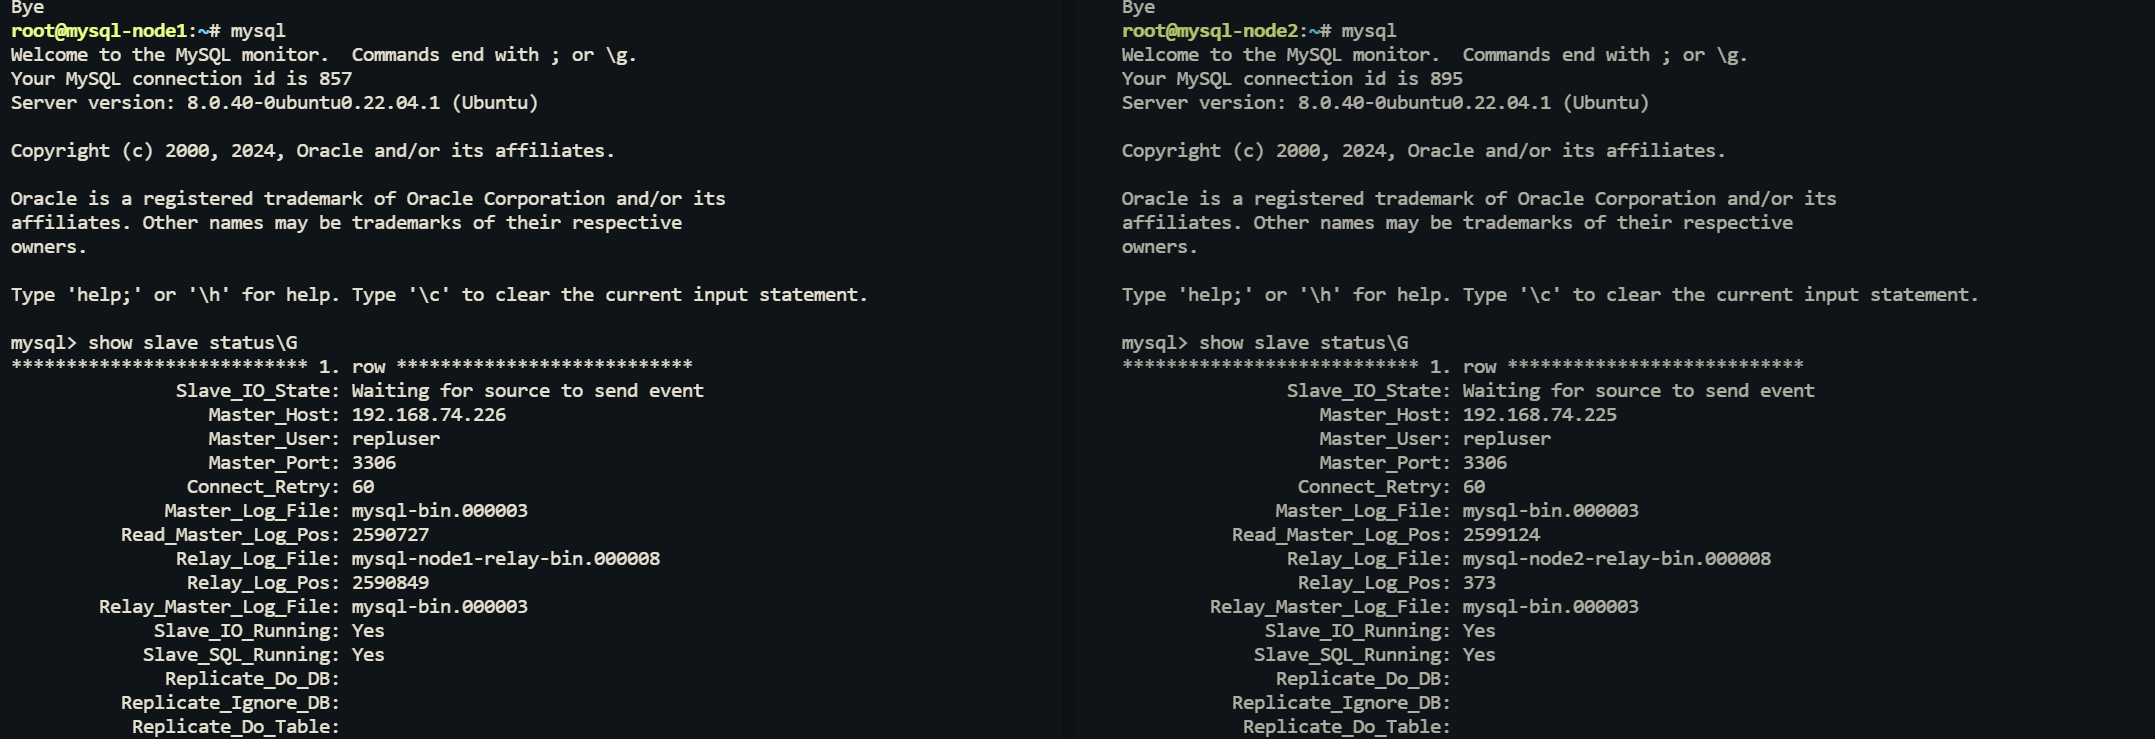 Bye
root@mysql-node1:~# mysql
Welcome to the MySQL monitor.  Commands end with ; or \g.
Your MySQL connection id is 857
Server version: 8.0.40-0ubuntu0.22.04.1 (Ubuntu)
Copyright (c) 2000, 2024, Oracle and/or its affiliates.
Oracle is a registered trademark of Oracle Corporation and/or its
affiliates. Other names may be trademarks of their respective
owners.
Type 'help;' or '\h' for help. Type '\c' to clear the current input statement.
mysql> show slave status\G
*************************** 1. row ***************************
Slave_IO_State: Waiting for source to send event
Master_Host: 192.168.74.226
Master_User: repluser
Master_Port: 3306
Connect_Retry: 60
Master_Log_File: mysql-bin.000003
Read_Master_Log_Pos: 2590727
Relay_Log_File: mysql-node1-relay-bin.000008
Relay_Log_Pos: 2590849
Relay_Master_Log_File: mysql-bin.000003
Slave_IO_Running: Yes
Slave_SQL_Running: Yes
Replicate_Do_DB:
Replicate_Ignore_DB:
Replicate_Do_Table:
Bye
root@mysql-node2:~# mysql
Welcome to the MySQL monitor.  Commands end with ; or \g.
Your MySQL connection id is 895
Server version: 8.0.40-0ubuntu0.22.04.1 (Ubuntu)
Copyright (c) 2000, 2024, Oracle and/or its affiliates.
Oracle is a registered trademark of Oracle Corporation and/or its
affiliates. Other names may be trademarks of their respective
owners.
Type 'help;' or '\h' for help. Type '\c' to clear the current input statement.
mysql> show slave status\G
*************************** 1. row ***************************
Slave_IO_State: Waiting for source to send event
Master_Host: 192.168.74.225
Master_User: repluser
Master_Port: 3306
Connect_Retry: 60
Master_Log_File: mysql-bin.000003
Read_Master_Log_Pos: 2599124
Relay_Log_File: mysql-node2-relay-bin.000008
Relay_Log_Pos: 373
Relay_Master_Log_File: mysql-bin.000003
Slave_IO_Running: Yes
Slave_SQL_Running: Yes
Replicate_Do_DB:
Replicate_Ignore_DB:
Replicate_Do_Table: